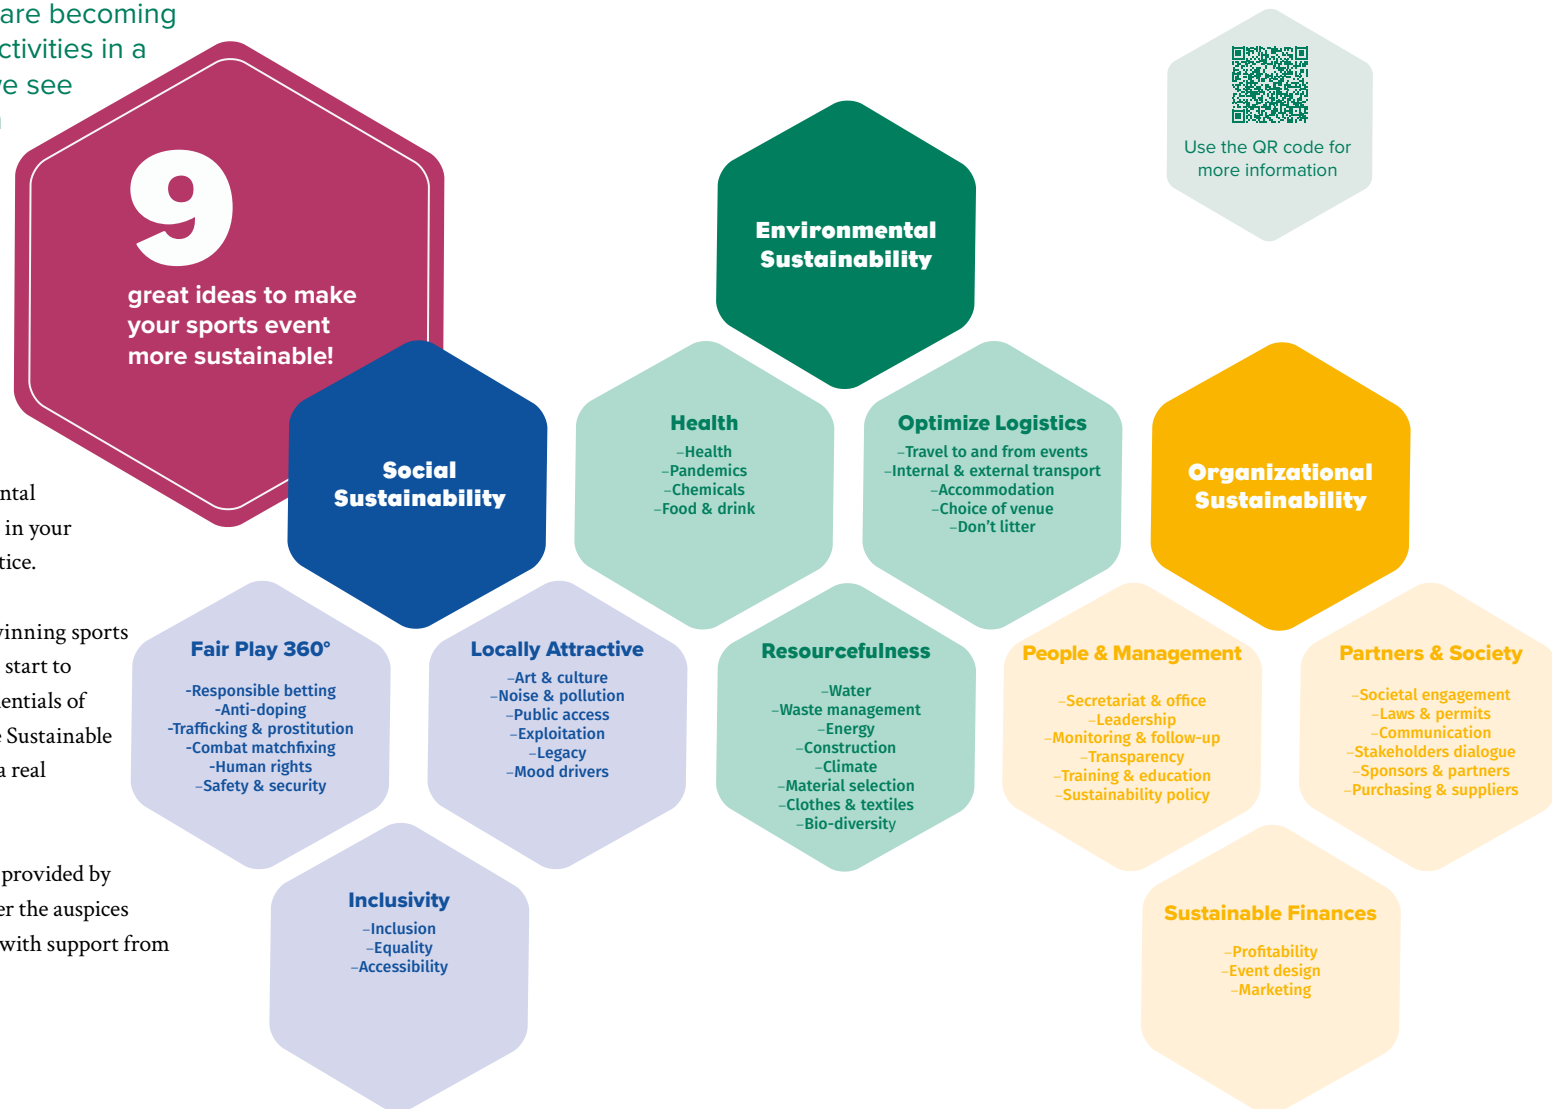 are becoming
ctivities in a
ve see
9
great ideas to make
your sports event
more sustainable!
Use the QR code for
more information
Environmental
Sustainability
Social
Sustainability
Health
–Health
–Pandemics
–Chemicals
–Food & drink
Optimize Logistics
–Travel to and from events
–Internal & external transport
–Accommodation
–Choice of venue
–Don’t litter
Organizational
Sustainability
ntal
in your
tice.
vinning sports
start to
lentials of
e Sustainable
a real
provided by
er the auspices
with support from
Fair Play 360°
-Responsible betting
-Anti-doping
-Trafficking & prostitution
-Combat matchfixing
-Human rights
–Safety & security
Locally Attractive
–Art & culture
–Noise & pollution
–Public access
–Exploitation
–Legacy
–Mood drivers
Resourcefulness
–Water
–Waste management
–Energy
–Construction
–Climate
–Material selection
–Clothes & textiles
–Bio-diversity
People & Management
–Secretariat & office
–Leadership
–Monitoring & follow-up
–Transparency
–Training & education
–Sustainability policy
Partners & Society
–Societal engagement
–Laws & permits
–Communication
–Stakeholders dialogue
–Sponsors & partners
–Purchasing & suppliers
Inclusivity
–Inclusion
–Equality
–Accessibility
Sustainable Finances
–Profitability
–Event design
–Marketing